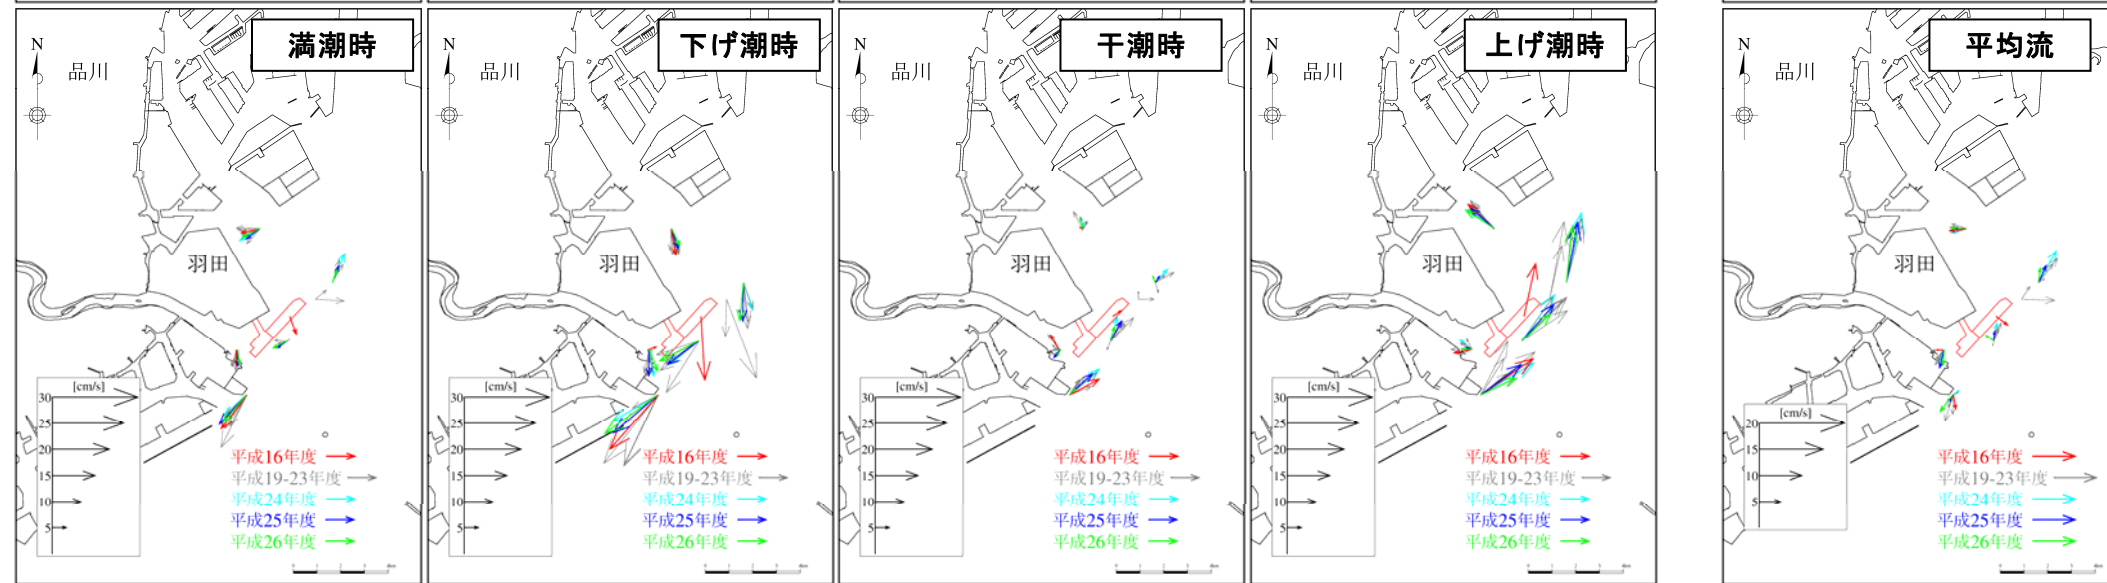 満潮時
N
品川
羽田
[cm/s]
30
25
20
15
10
5
平成16年度
平成19-23年度
平成24年度
平成25年度
平成26年度
下げ潮時
N
品川
羽田
[cm/s]
30
25
20
15
10
5
平成16年度
平成19-23年度
平成24年度
平成25年度
平成26年度
干潮時
N
品川
羽田
[cm/s]
30
25
20
15
10
5
平成16年度
平成19-23年度
平成24年度
平成25年度
平成26年度
上げ潮時
N
品川
羽田
[cm/s]
30
25
20
15
10
5
平成16年度
平成19-23年度
平成24年度
平成25年度
平成26年度
平均流
N
品川
羽田
[cm/s]
20
15
10
5
平成16年度
平成19-23年度
平成24年度
平成25年度
平成26年度